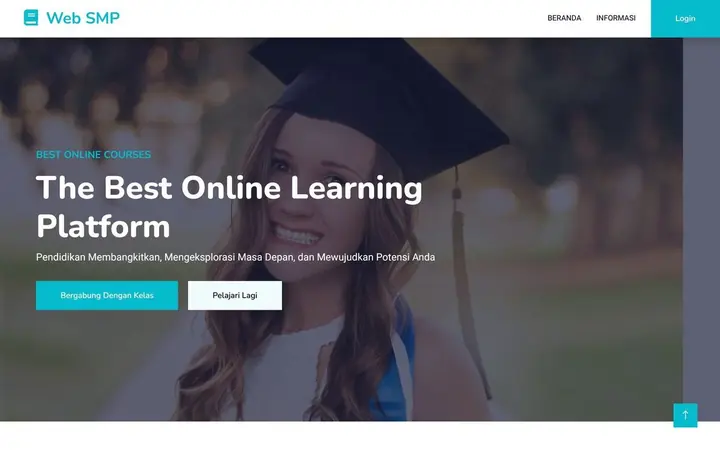 Web SMP
BERANDA INFORMASI Login
BEST ONLINE COURSES
The Best Online Learning
Platform
Pendidikan Membangkitkan, Mengeksplorasi Masa Depan, dan Mewujudkan Potensi Anda
Bergabung Dengan Kelas Pelajari Lagi